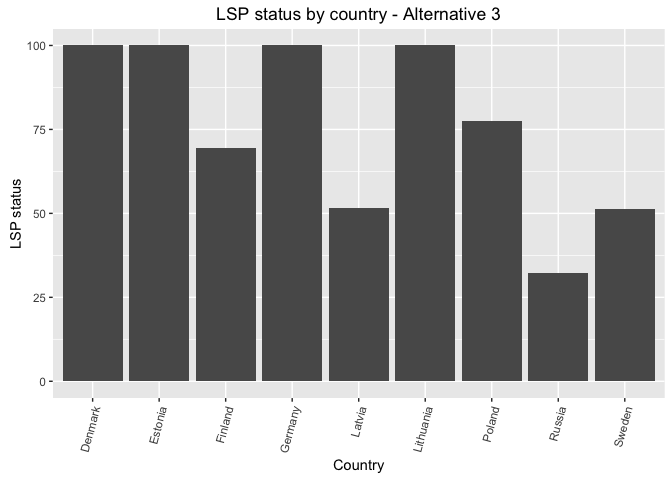 LSP status by country - Alternative 3
LSP status
100
75
50
25
0
Denmark
Estonia
Finland
Germany
Latvia
Lithuania
Poland
Russia
Sweden
Country